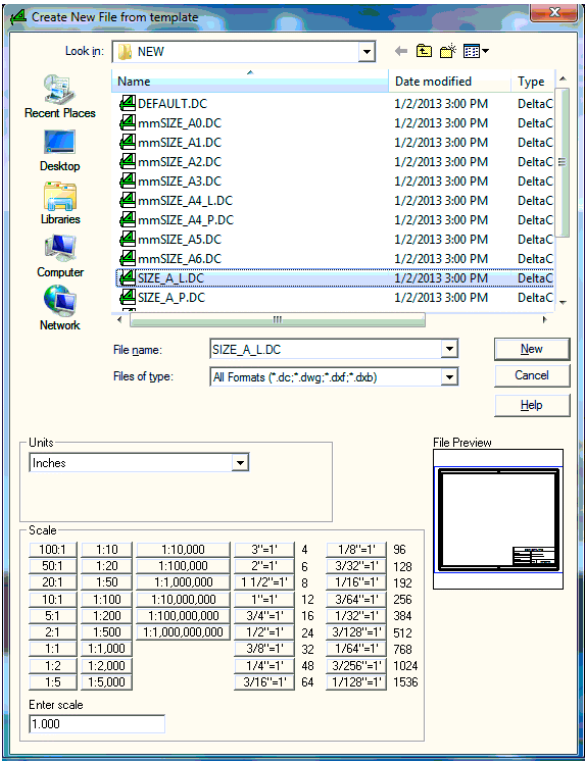 Create New File from template
Look in: NEW
Name Date modified Type
DEFAULT.DC 1/2/2013 3:00 PM DeltaC
mmSIZE_A0.DC 1/2/2013 3:00 PM DeltaC
mmSIZE_A1.DC 1/2/2013 3:00 PM DeltaC
mmSIZE_A2.DC 1/2/2013 3:00 PM DeltaC
mmSIZE_A3.DC 1/2/2013 3:00 PM DeltaC
mmSIZE_A4_L.DC 1/2/2013 3:00 PM DeltaC
mmSIZE_A4_P.DC 1/2/2013 3:00 PM DeltaC
mmSIZE_A5.DC 1/2/2013 3:00 PM DeltaC
mmSIZE_A6.DC 1/2/2013 3:00 PM DeltaC
SIZE_A_L.DC 1/2/2013 3:00 PM DeltaC
SIZE_A_P.DC 1/2/2013 3:00 PM DeltaC
Recent Places
Desktop
Libraries
Computer
Network
File name: SIZE_A_L.DC New
Files of type: All Formats (*.dc;*.dwg;*.dxf;*.dxb) Cancel
Help
Units
Inches
File Preview
Scale
100:1 1:10 1:10,000 3"=1' 4 1/8"=1' 96
50:1 1:20 1:100,000 2"=1' 6 3/32"=1' 128
20:1 1:50 1:1,000,000 1 1/2"=1' 8 1/16"=1' 192
10:1 1:100 1:10,000,000 1"=1' 12 3/64"=1' 256
5:1 1:200 1:100,000,000 3/4"=1' 16 1/32"=1' 384
2:1 1:500 1:1,000,000,000 1/2"=1' 24 3/128"=1' 512
1:1 1:1,000 3/8"=1' 32 1/64"=1' 768
1:2 1:2,000 1/4"=1' 48 3/256"=1' 1024
1:5 1:5,000 3/16"=1' 64 1/128"=1' 1536
Enter scale
1.000